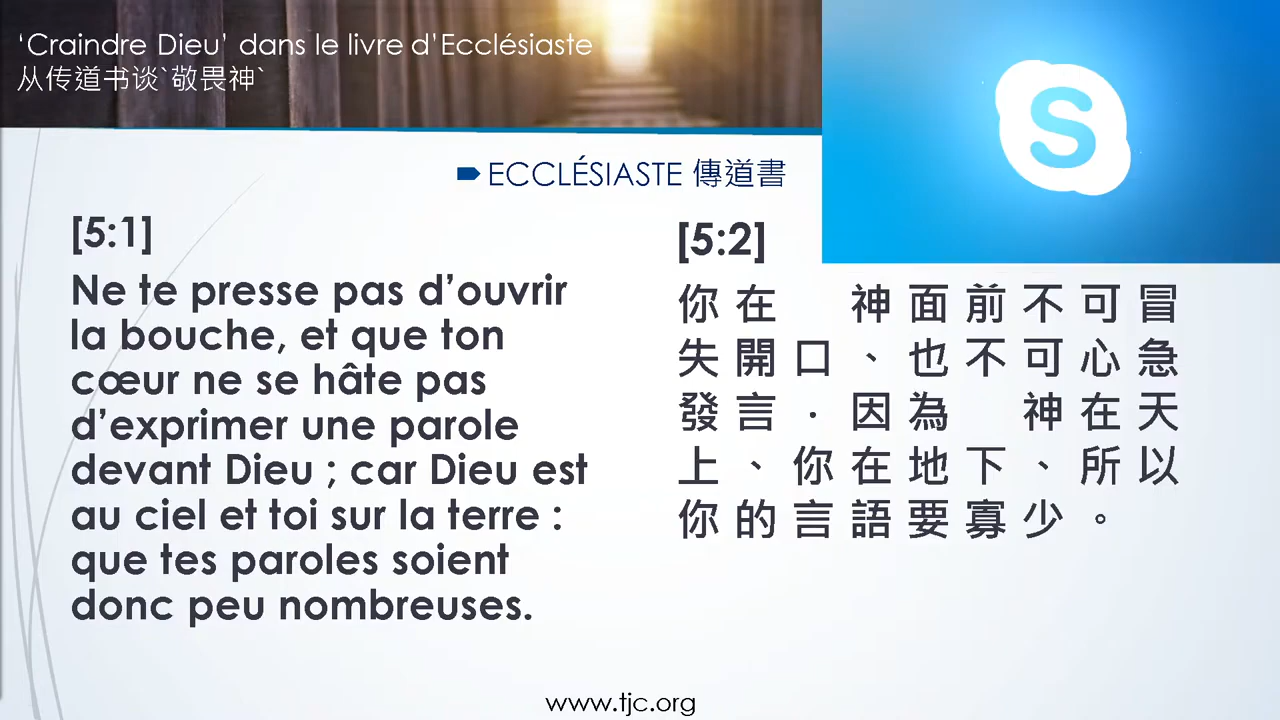 ‘Craindre Dieu’ dans le livre d’Ecclésiaste
从传道书谈`敬畏神`
ECCLÉSIASTE 傳道書
[5:1]
Ne te presse pas d’ouvrir
la bouche, et que ton
cœur ne se hâte pas
d’exprimer une parole
devant Dieu ; car Dieu est
au ciel et toi sur la terre :
que tes paroles soient
donc peu nombreuses.
[5:2]
你在　神面前不可冒
失開口、也不可心急
發言．因為　神在天
上、你在地下、所以
你的言語要寡少。
S
www.tjc.org